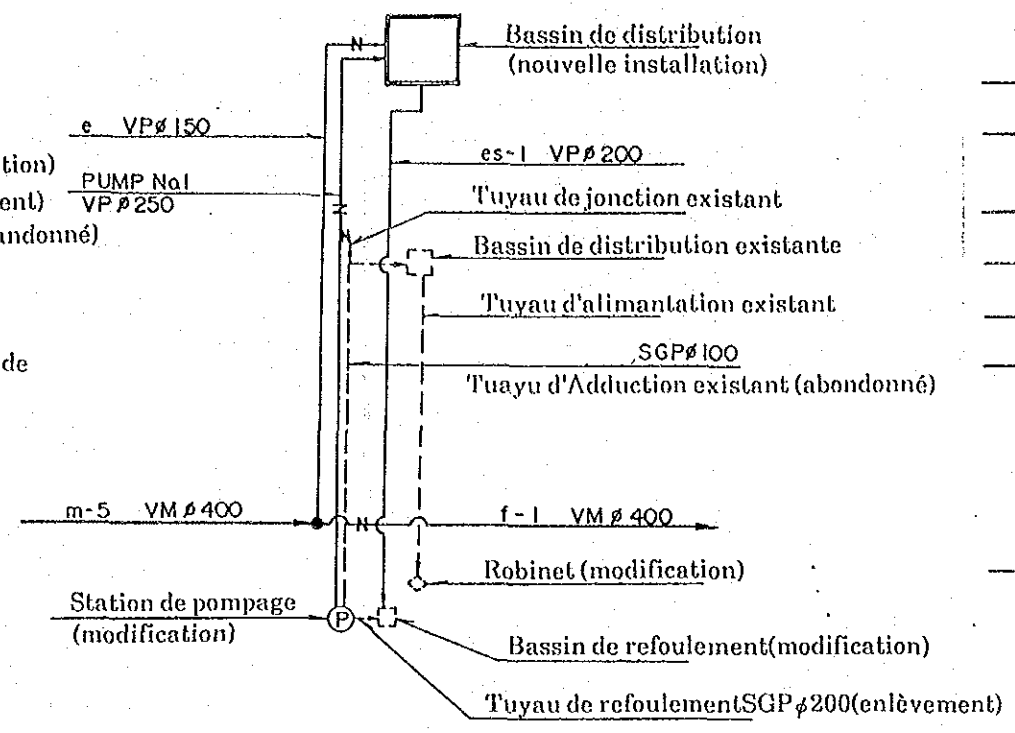 Bassin de distribution
(nouvelle installation)
e VPø150
tion)
es-1 VPø200
PUMP No1
ent) VPø250
andonné)
Tuyau de jonction existant
Bassin de distribution existante
Tuyau d'alimantation existant
de
SGPø100
Tuayu d'Adduction existant (abondonné)
m-5 VMø400
f-1 VMø400
Robinet (modification)
Station de pompage
(modification)
P
Bassin de refoulement(modification)
Tuyau de refoulementSGPø200(enlèvement)